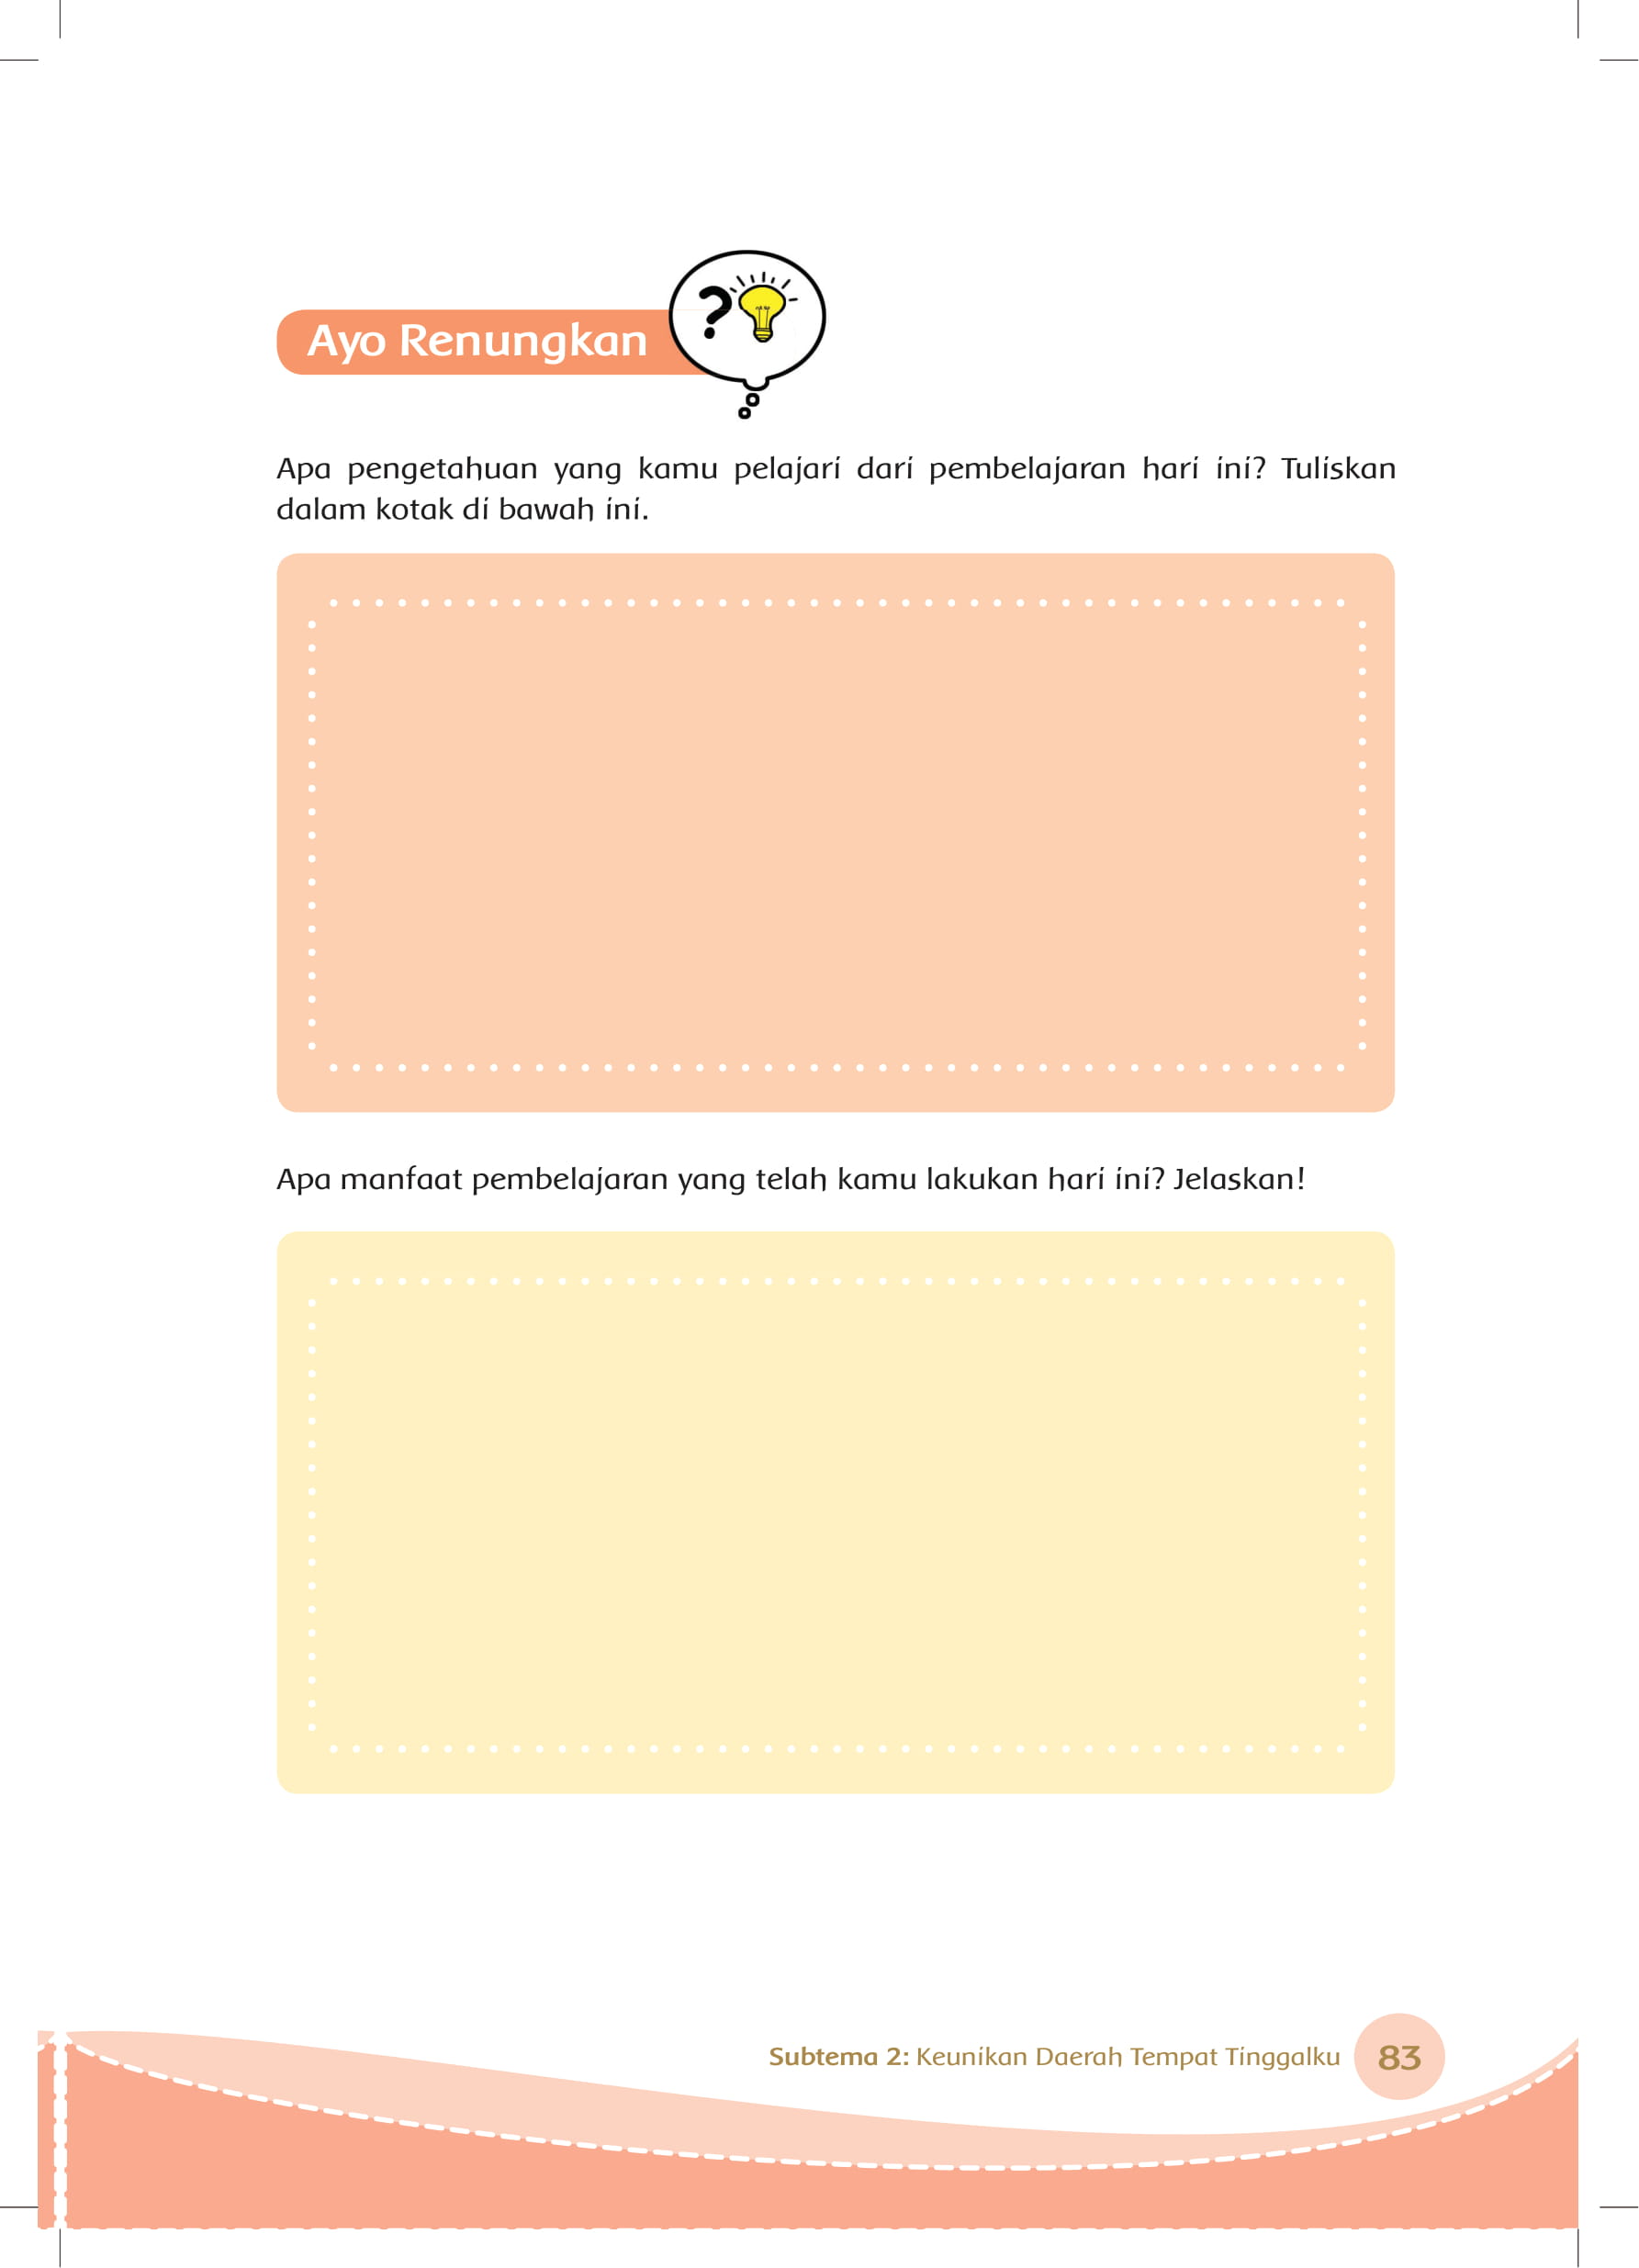 Ayo Renungkan
?
Apa pengetahuan yang kamu pelajari dari pembelajaran hari ini? Tuliskan
dalam kotak di bawah ini.
Apa manfaat pembelajaran yang telah kamu lakukan hari ini? Jelaskan!
Subtema 2: Keunikan Daerah Tempat Tinggalku 83